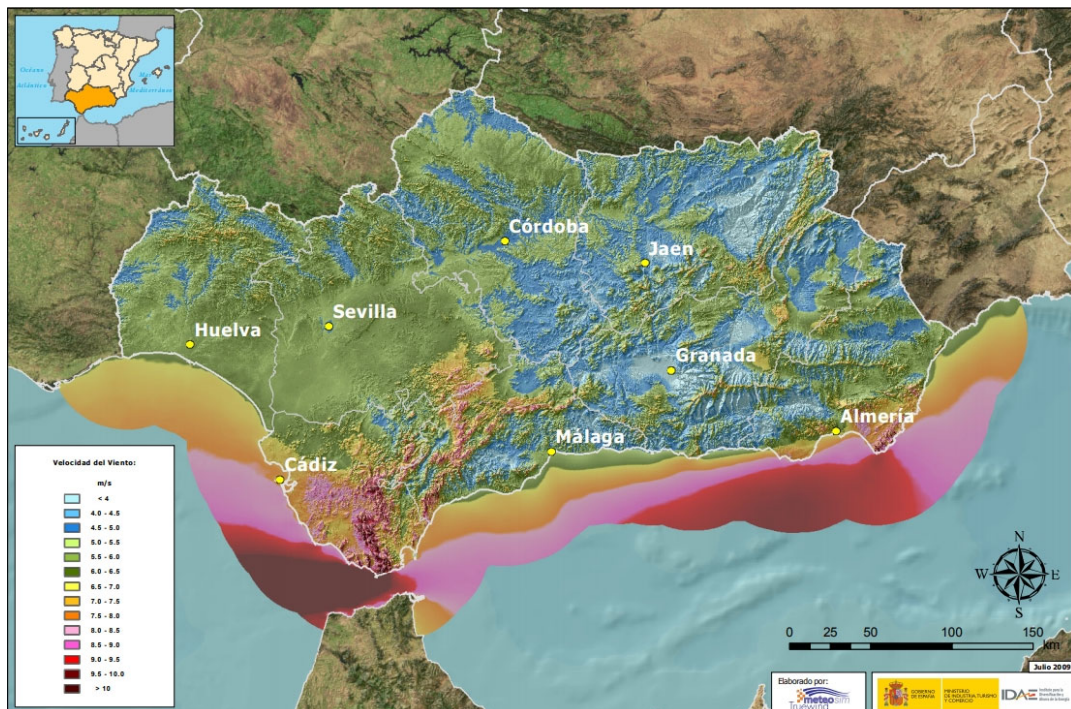 Océano
Atlántico
Mediterráneo
Córdoba
Jaen
Sevilla
Huelva
Granada
Almería
Málaga
Cádiz
Velocidad del Viento:
m/s
< 4
4.0 - 4.5
4.5 - 5.0
5.0 - 5.5
5.5 - 6.0
6.0 - 6.5
6.5 - 7.0
7.0 - 7.5
7.5 - 8.0
8.0 - 8.5
8.5 - 9.0
9.0 - 9.5
9.5 - 10.0
> 10
N
W E
S
0 25 50 100 150
km
Julio 2009
Elaborado por:
meteosim
Truewind
GOBIERNO
DE ESPAÑA
MINISTERIO
DE INDUSTRIA, TURISMO
Y COMERCIO
IDAE